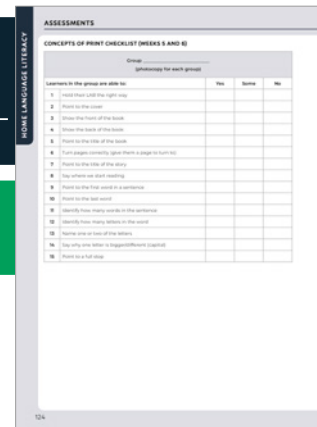 HOME LANGUAGE LITERACY
ASSESSMENTS
CONCEPTS OF PRINT CHECKLIST (WEEKS 5 AND 6)
Group
(photocopy for each group)
Learners in the group are able to: Yes Some No
1 Hold their LAB the right way
2 Point to the cover
3 Show the front of the book
4 Show the back of the book
5 Point to the title of the book
6 Turn pages correctly (give them a page to turn to)
7 Point to the title of the story
8 Say where we start reading
9 Point to the first word in a sentence
10 Point to the last word
11 Identify how many words in the sentence
12 Identify how many letters in the word
13 Name one or two of the letters
14 Say why one letter is bigger/different (capital)
15 Point to a full stop
124